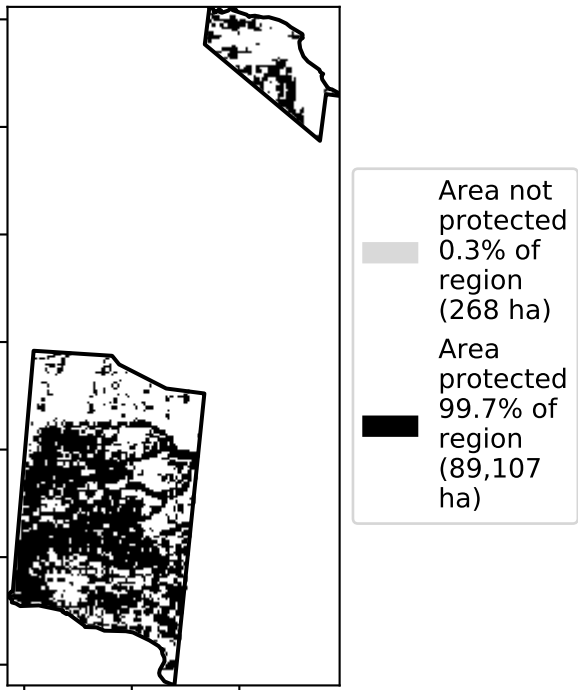 Area not
protected
0.3% of
region
(268 ha)
Area
protected
99.7% of
region
(89,107
ha)